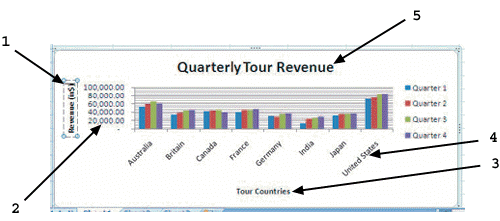 5
1
Quarterly Tour Revenue
Revenue (u$)
100,000.00
80,000.00
60,000.00
40,000.00
20,000.00
-
Quarter 1
Quarter 2
Quarter 3
Quarter 4
Australia
Britain
Canada
France
Germany
India
Japan
United States
4
3
Tour Countries
2